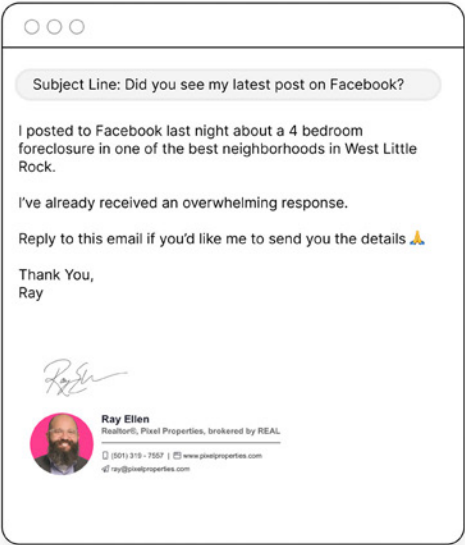 Subject Line: Did you see my latest post on Facebook?
I posted to Facebook last night about a 4 bedroom
foreclosure in one of the best neighborhoods in West Little
Rock.
I've already received an overwhelming response.
Reply to this email if you'd like me to send you the details 🙏
Thank You,
Ray
Ray Ellen
Realtor®, Pixel Properties, brokered by REAL
(501) 319 - 7557 | www.pixelproperties.com
ray@pixelproperties.com